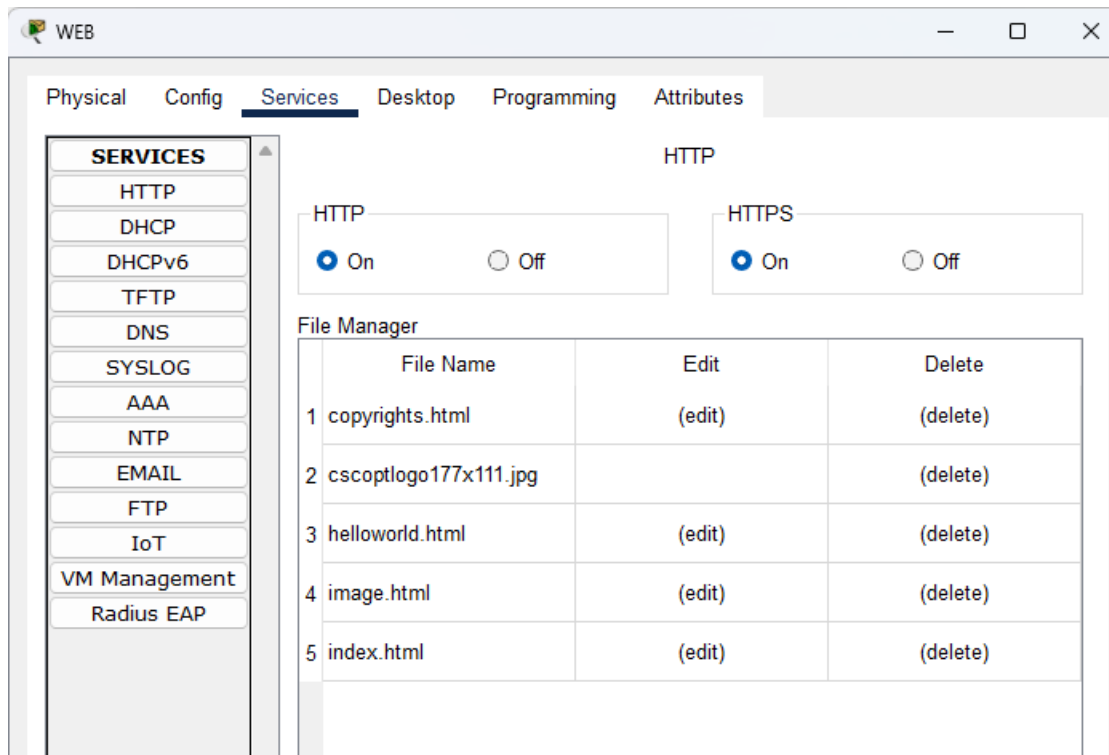 WEB
Physical Config Services Desktop Programming Attributes
SERVICES
HTTP
DHCP
DHCPv6
TFTP
DNS
SYSLOG
AAA
NTP
EMAIL
FTP
IoT
VM Management
Radius EAP
HTTP
HTTP
On Off
HTTPS
On Off
File Manager
File Name Edit Delete
1 copyrights.html (edit) (delete)
2 cscoptlogo177x111.jpg (delete)
3 helloworld.html (edit) (delete)
4 image.html (edit) (delete)
5 index.html (edit) (delete)